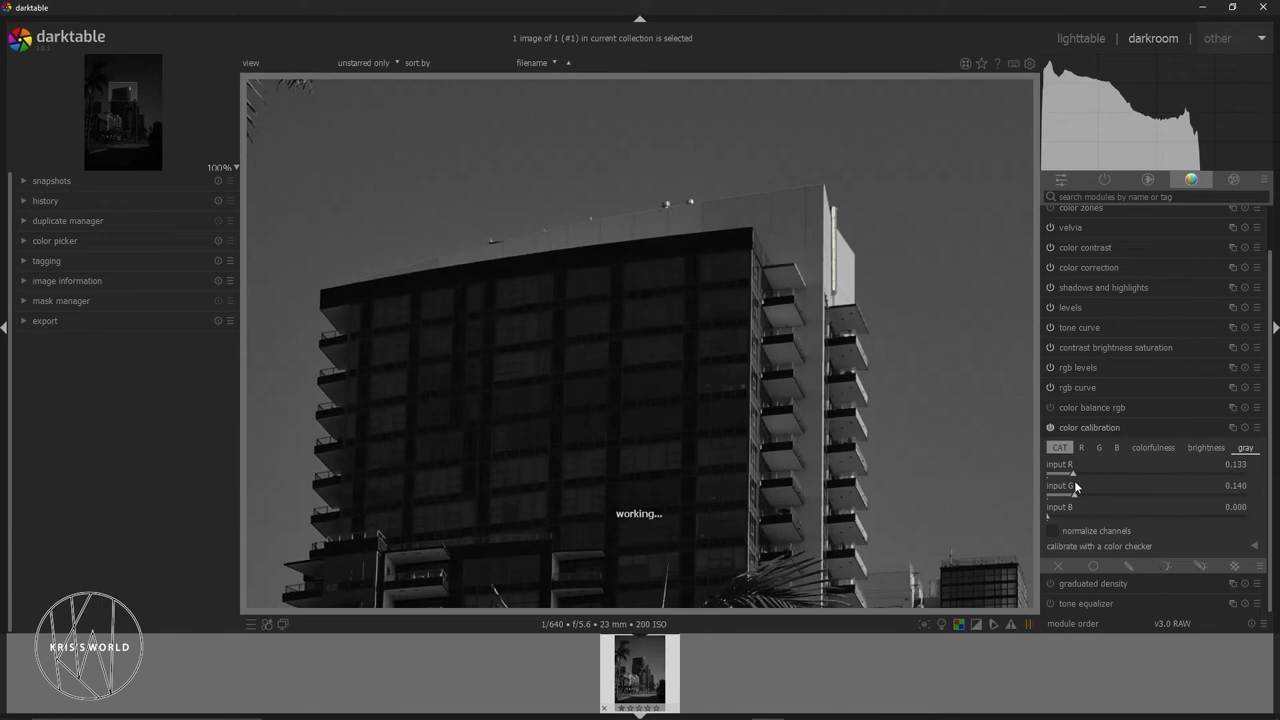 darktable
darktable
3.8.1
1 image of 1 (#1) in current collection is selected
lighttable | darkroom | other
view unstarred only sort by filename
100%
snapshots
history
duplicate manager
color picker
tagging
image information
mask manager
export
working...
search modules by name or tag
color zones
velvia
color contrast
color correction
shadows and highlights
levels
tone curve
contrast brightness saturation
rgb levels
rgb curve
color balance rgb
color calibration
CAT R G B colorfulness brightness gray
input R 0.133
input G 0.140
input B 0.000
normalize channels
calibrate with a color checker
graduated density
tone equalizer
module order v3.0 RAW
1/640 • f/5.6 • 23 mm • 200 ISO
KRIS'S WORLD